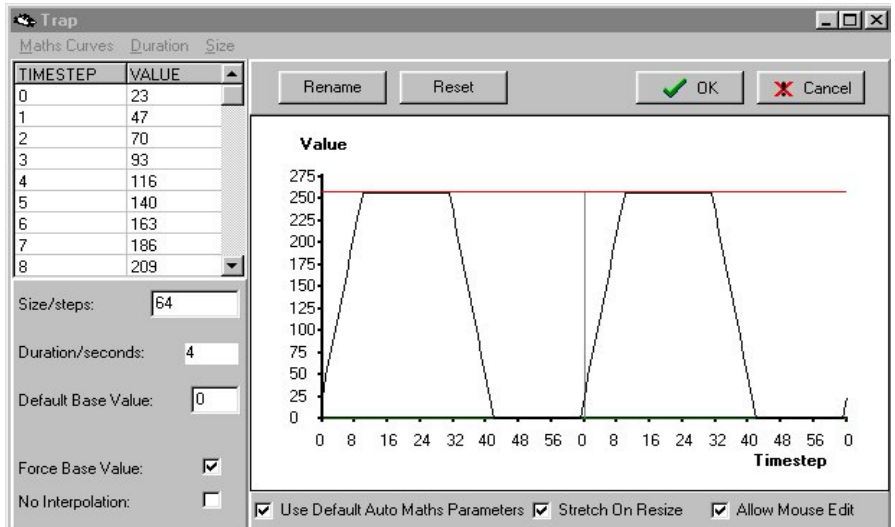 Trap
Maths Curves Duration Size
TIMESTEP VALUE
0 23
1 47
2 70
3 93
4 116
5 140
6 163
7 186
8 209
Size/steps: 64
Duration/seconds: 4
Default Base Value: 0
Force Base Value:
No Interpolation:
Rename Reset OK Cancel
Value
275
250
225
200
175
150
125
100
75
50
25
0
0 8 16 24 32 40 48 56 0 8 16 24 32 40 48 56 0
Timestep
Use Default Auto Maths Parameters Stretch On Resize Allow Mouse Edit